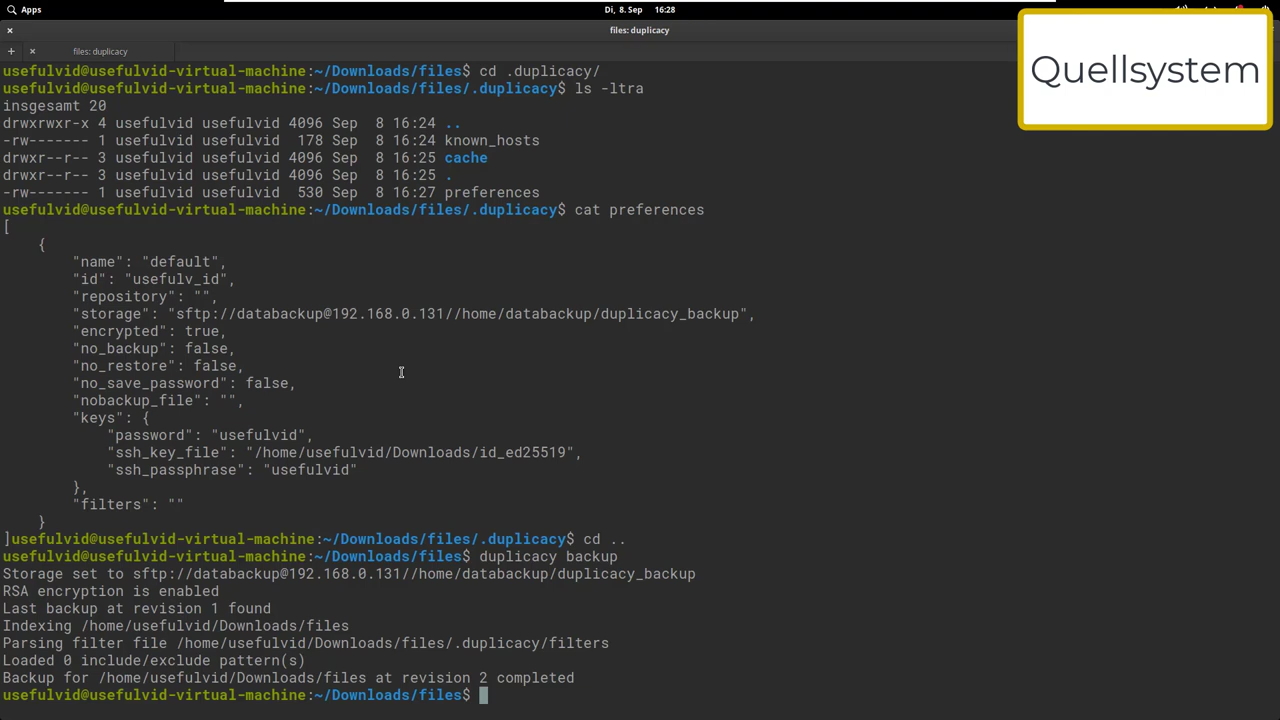 Apps
Di, 8. Sep 16:28
files: duplicacy
files: duplicacy
Quellsystem
usefulvid@usefulvid-virtual-machine:~/Downloads/files$ cd .duplicacy/
usefulvid@usefulvid-virtual-machine:~/Downloads/files/.duplicacy$ ls -ltra
insgesamt 20
drwxrwxr-x 4 usefulvid usefulvid 4096 Sep  8 16:24 ..
-rw------- 1 usefulvid usefulvid  178 Sep  8 16:24 known_hosts
drwxr--r-- 3 usefulvid usefulvid 4096 Sep  8 16:25 cache
drwxr--r-- 3 usefulvid usefulvid 4096 Sep  8 16:25 .
-rw------- 1 usefulvid usefulvid  530 Sep  8 16:27 preferences
usefulvid@usefulvid-virtual-machine:~/Downloads/files/.duplicacy$ cat preferences
[
    {
        "name": "default",
        "id": "usefulv_id",
        "repository": "",
        "storage": "sftp://databackup@192.168.0.131//home/databackup/duplicacy_backup",
        "encrypted": true,
        "no_backup": false,
        "no_restore": false,
        "no_save_password": false,
        "nobackup_file": "",
        "keys": {
            "password": "usefulvid",
            "ssh_key_file": "/home/usefulvid/Downloads/id_ed25519",
            "ssh_passphrase": "usefulvid"
        },
        "filters": ""
    }
]usefulvid@usefulvid-virtual-machine:~/Downloads/files/.duplicacy$ cd ..
usefulvid@usefulvid-virtual-machine:~/Downloads/files$ duplicacy backup
Storage set to sftp://databackup@192.168.0.131//home/databackup/duplicacy_backup
RSA encryption is enabled
Last backup at revision 1 found
Indexing /home/usefulvid/Downloads/files
Parsing filter file /home/usefulvid/Downloads/files/.duplicacy/filters
Loaded 0 include/exclude pattern(s)
Backup for /home/usefulvid/Downloads/files at revision 2 completed
usefulvid@usefulvid-virtual-machine:~/Downloads/files$